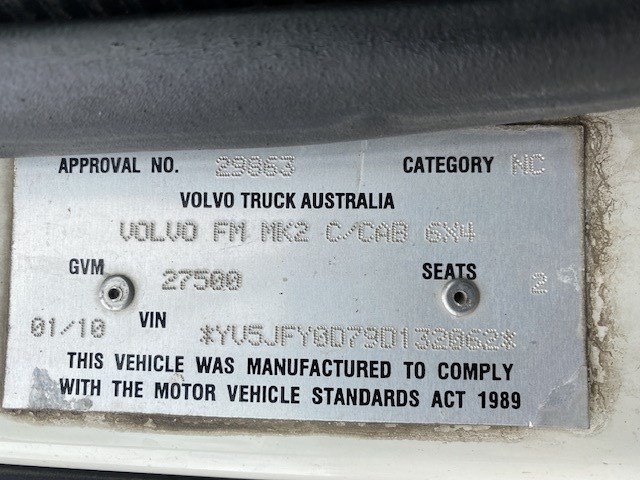 APPROVAL NO. 29863 CATEGORY NC
VOLVO TRUCK AUSTRALIA
VOLVO FM MK2 C/CAB 6X4
GVM 27500 SEATS 2
01/10 VIN *YV5JFY0D79D132062*
THIS VEHICLE WAS MANUFACTURED TO COMPLY
WITH THE MOTOR VEHICLE STANDARDS ACT 1989